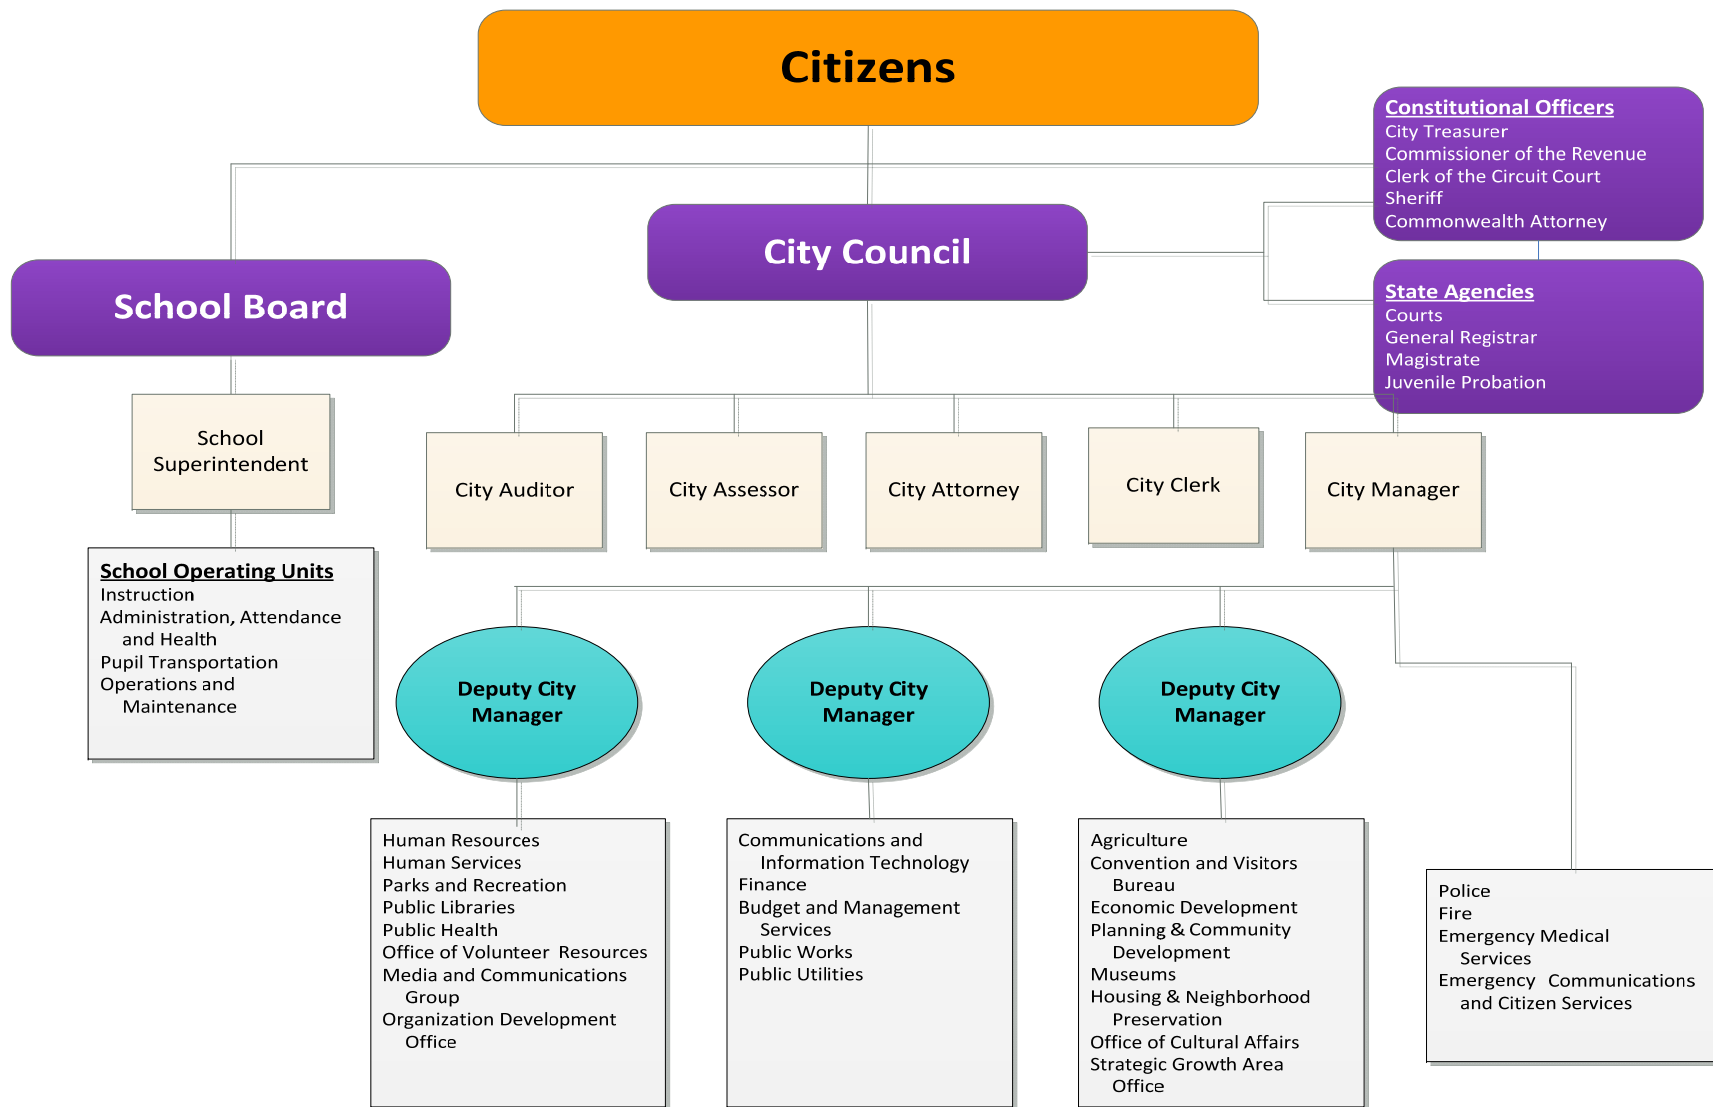 Citizens
Constitutional Officers
City Treasurer
Commissioner of the Revenue
Clerk of the Circuit Court
Sheriff
Commonwealth Attorney
City Council
School Board
State Agencies
Courts
General Registrar
Magistrate
Juvenile Probation
School
Superintendent
City Auditor
City Assessor
City Attorney
City Clerk
City Manager
School Operating Units
Instruction
Administration, Attendance
and Health
Pupil Transportation
Operations and
Maintenance
Deputy City
Manager
Deputy City
Manager
Deputy City
Manager
Human Resources
Human Services
Parks and Recreation
Public Libraries
Public Health
Office of Volunteer Resources
Media and Communications
Group
Organization Development
Office
Communications and
Information Technology
Finance
Budget and Management
Services
Public Works
Public Utilities
Agriculture
Convention and Visitors
Bureau
Economic Development
Planning & Community
Development
Museums
Housing & Neighborhood
Preservation
Office of Cultural Affairs
Strategic Growth Area
Office
Police
Fire
Emergency Medical
Services
Emergency Communications
and Citizen Services